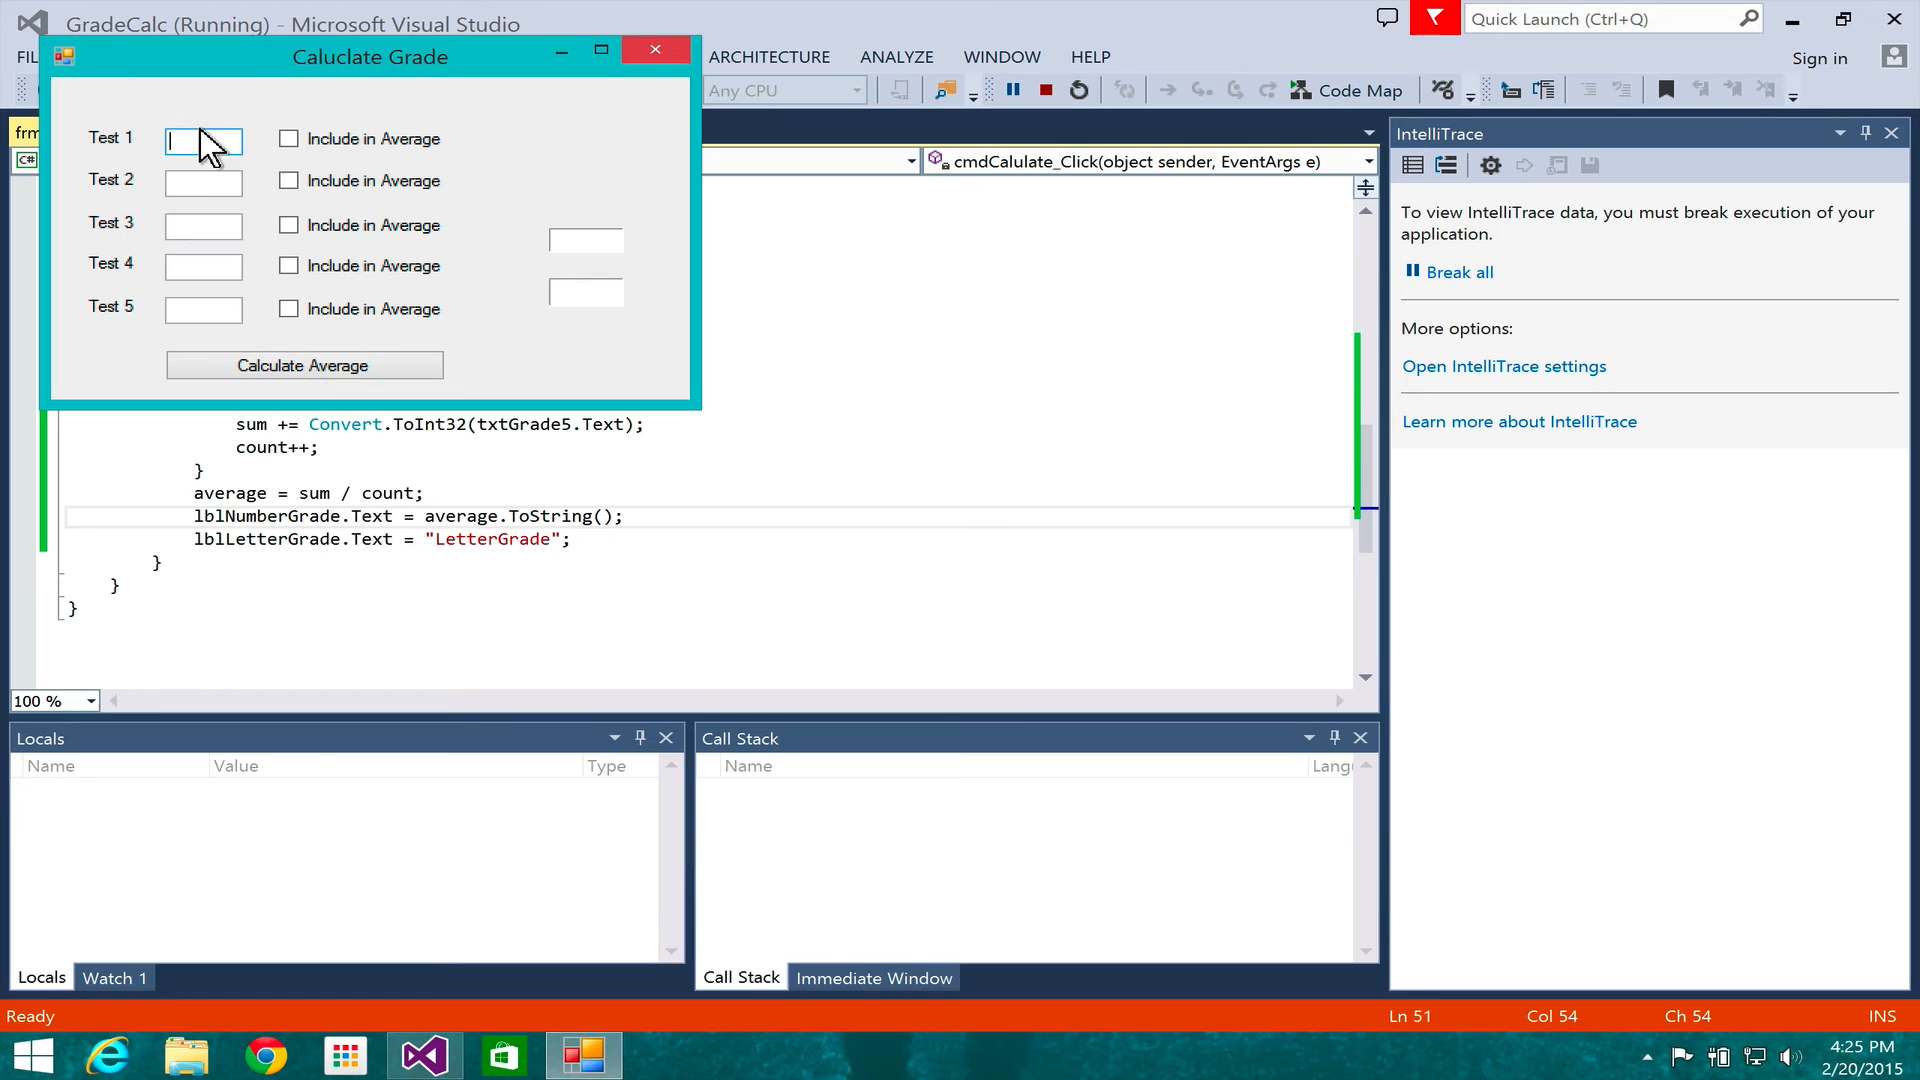 GradeCalc (Running) - Microsoft Visual Studio
Quick Launch (Ctrl+Q)
FIL
ARCHITECTURE
ANALYZE
WINDOW
HELP
Sign in
Caluclate Grade
Any CPU
Code Map
frm
C#
cmdCalulate_Click(object sender, EventArgs e)
Test 1
Include in Average
Test 2
Include in Average
Test 3
Include in Average
Test 4
Include in Average
Test 5
Include in Average
Calculate Average
IntelliTrace
To view IntelliTrace data, you must break execution of your
application.
Break all
More options:
Open IntelliTrace settings
Learn more about IntelliTrace
sum += Convert.ToInt32(txtGrade5.Text);
count++;
}
average = sum / count;
lblNumberGrade.Text = average.ToString();
lblLetterGrade.Text = "LetterGrade";
}
}
}
100 %
Locals
Name
Value
Type
Call Stack
Name
Langu
Locals
Watch 1
Call Stack
Immediate Window
Ready
Ln 51
Col 54
Ch 54
INS
4:25 PM
2/20/2015